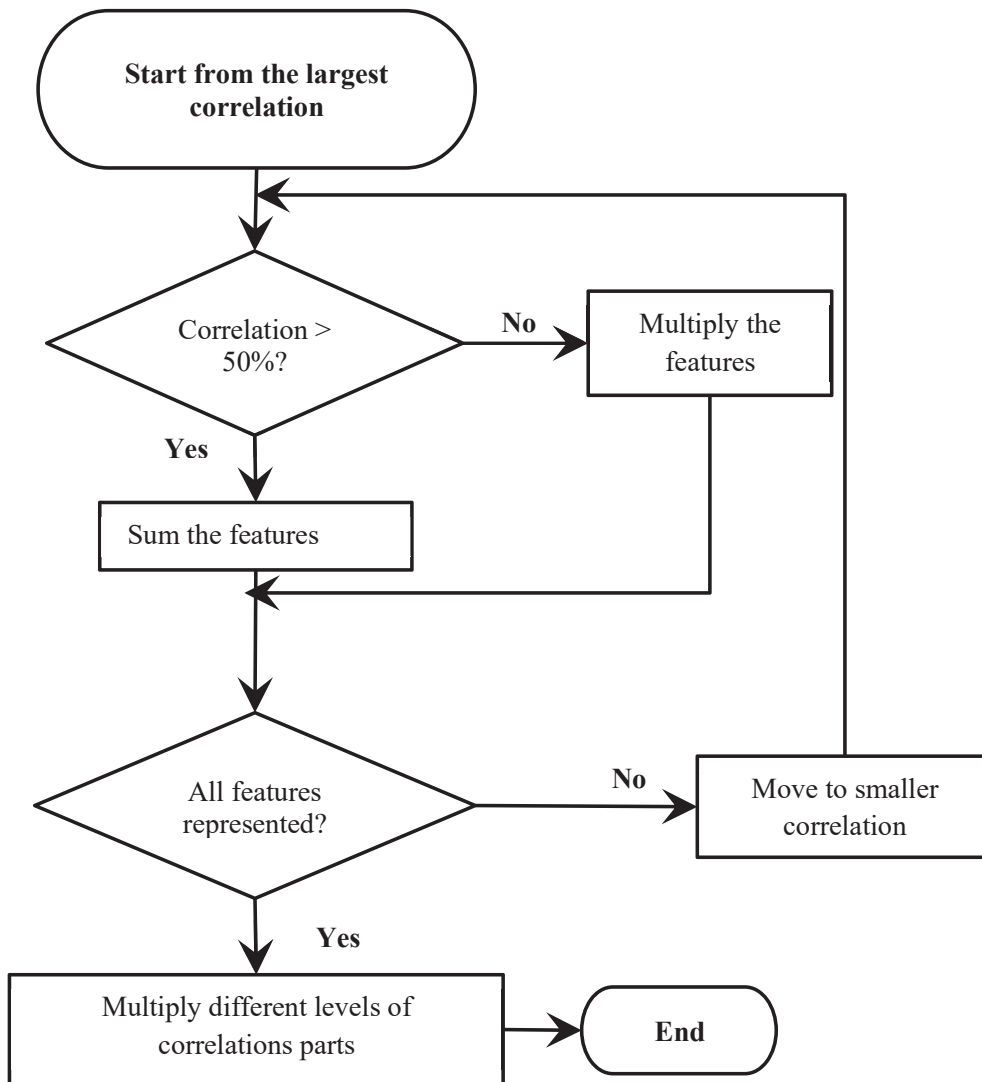 Start from the largest
correlation
Correlation >
50%?
No
Multiply the
features
Yes
Sum the features
All features
represented?
No
Move to smaller
correlation
Yes
Multiply different levels of
correlations parts
End